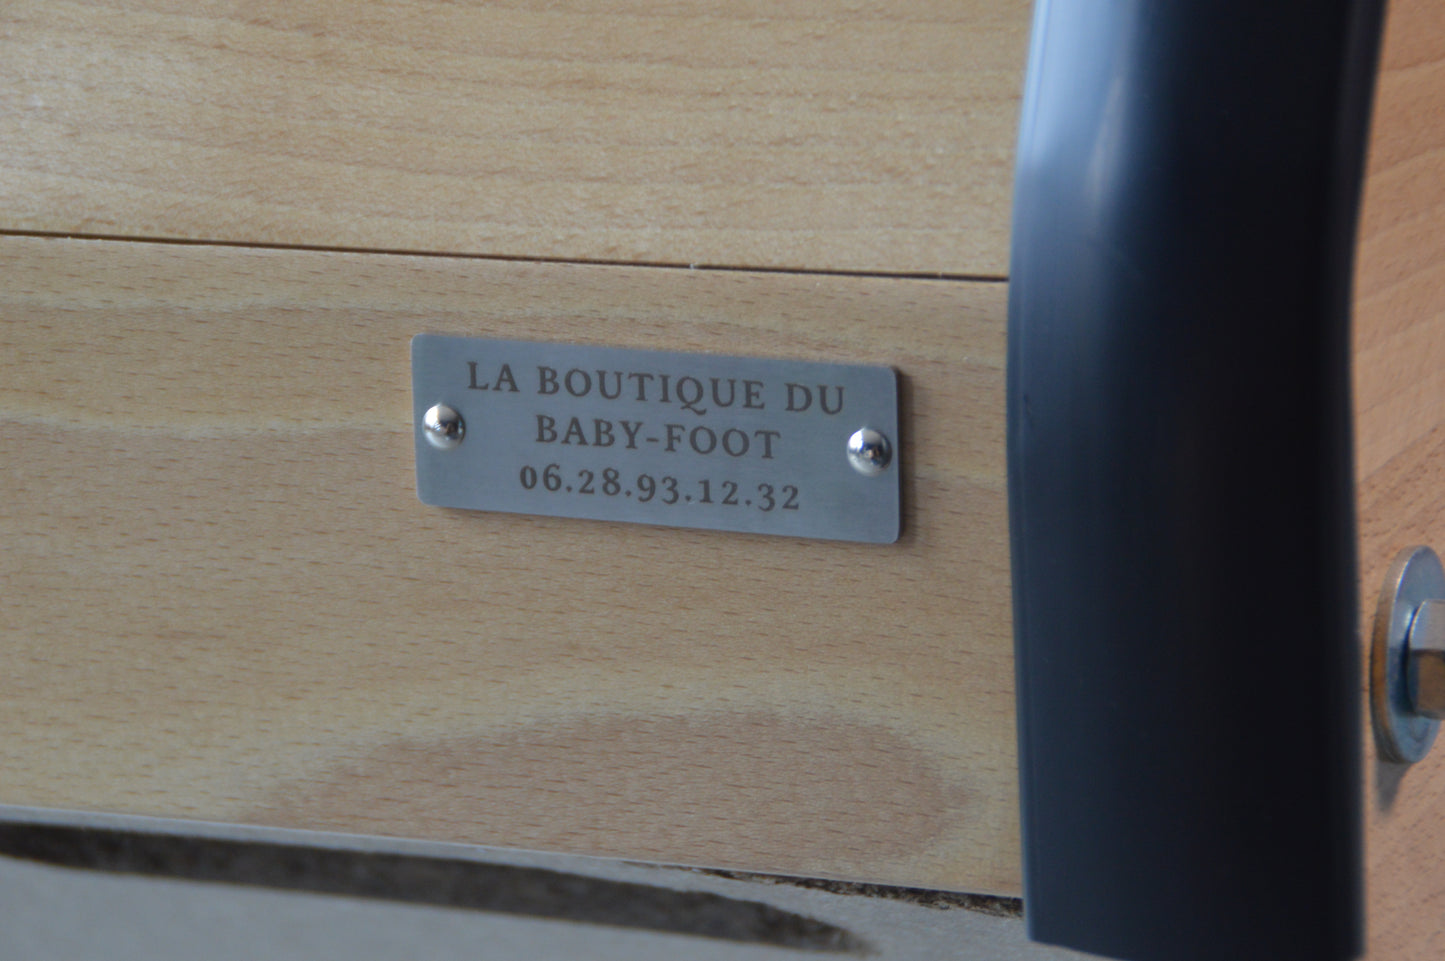 LA BOUTIQUE DU
BABY-FOOT
06.28.93.12.32